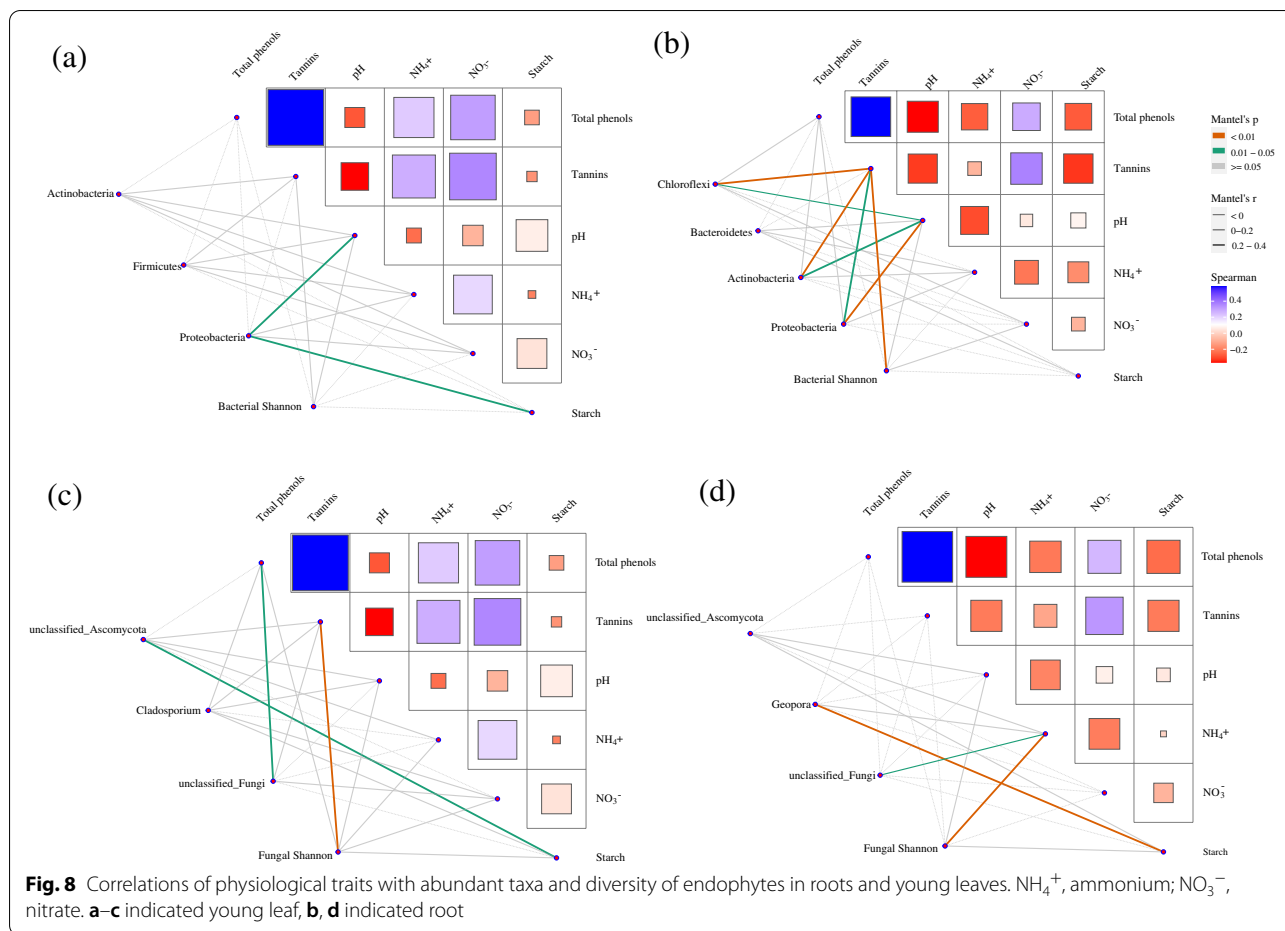 (a)
Total phenols
Tannins
pH
NH₄+
NO₃-
Starch
Total phenols
Tannins
pH
NH₄⁺
NO₃⁻
Starch
Actinobacteria
Firmicutes
Proteobacteria
Bacterial Shannon
(b)
Total phenols
Tannins
pH
NH₄+
NO₃-
Starch
Total phenols
Tannins
pH
NH₄⁺
NO₃⁻
Starch
Chloroflexi
Bacteroidetes
Actinobacteria
Proteobacteria
Bacterial Shannon
Mantel's p
< 0.01
0.01 − 0.05
>= 0.05
Mantel's r
< 0
0−0.2
0.2 − 0.4
Spearman
0.4
0.2
0.0
−0.2
(c)
Total phenols
Tannins
pH
NH₄+
NO₃-
Starch
Total phenols
Tannins
pH
NH₄+
NO₃⁻
Starch
unclassified_Ascomycota
Cladosporium
unclassified_Fungi
Fungal Shannon
(d)
Total phenols
Tannins
pH
NH₄+
NO₃-
Starch
Total phenols
Tannins
pH
NH₄+
NO₃⁻
Starch
unclassified_Ascomycota
Geopora
unclassified_Fungi
Fungal Shannon
Fig. 8 Correlations of physiological traits with abundant taxa and diversity of endophytes in roots and young leaves. NH₄⁺, ammonium; NO₃⁻,
nitrate. a–c indicated young leaf, b, d indicated root